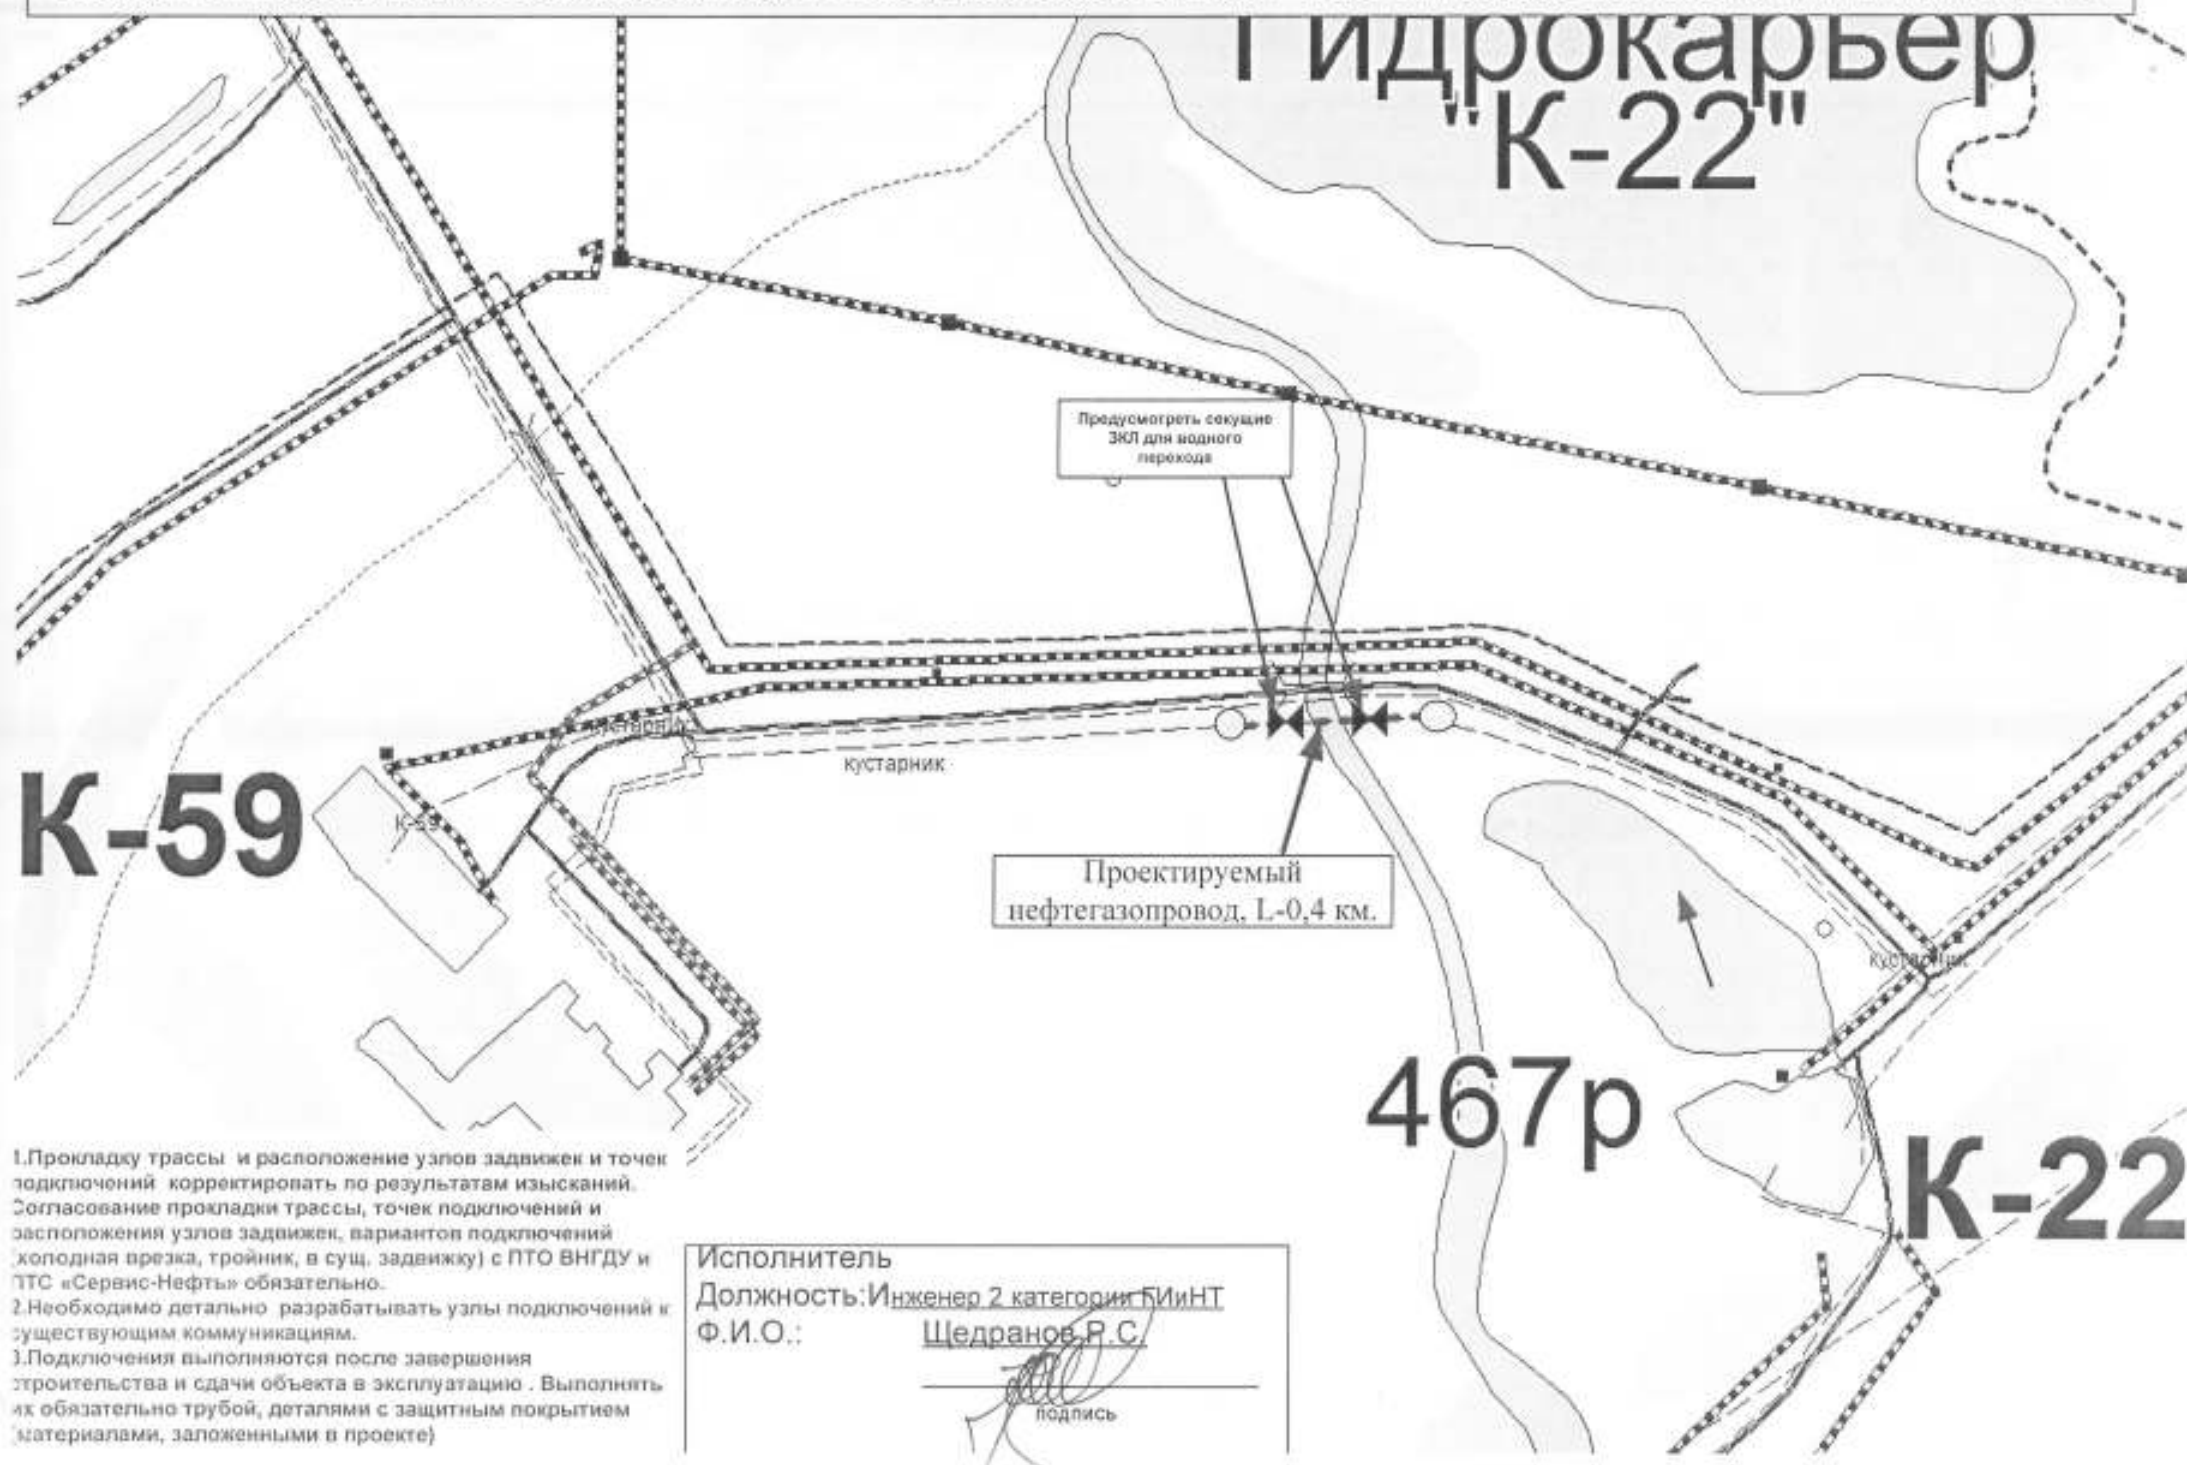 Гидрокарьер
"К-22"
Предусмотреть секущие
ЗКЛ для водного
перехода
кустарник
кустарник
К-59
К-59
Проектируемый
нефтегазопровод, L-0,4 км.
кустарник
467р
К-22
1.Прокладку трассы и расположение узлов задвижек и точек
подключений корректировать по результатам изысканий.
Согласование прокладки трассы, точек подключений и
расположения узлов задвижек, вариантов подключений
(холодная врезка, тройник, в сущ. задвижку) с ПТО ВНГДУ и
ПТС «Сервис-Нефть» обязательно.
2.Необходимо детально разрабатывать узлы подключений к
существующим коммуникациям.
3.Подключения выполняются после завершения
строительства и сдачи объекта в эксплуатацию . Выполнять
их обязательно трубой, деталями с защитным покрытием
(материалами, заложенными в проекте)
Исполнитель
Должность:Инженер 2 категории ГИиНТ
Ф.И.О.: Щедранов Р.С.
подпись